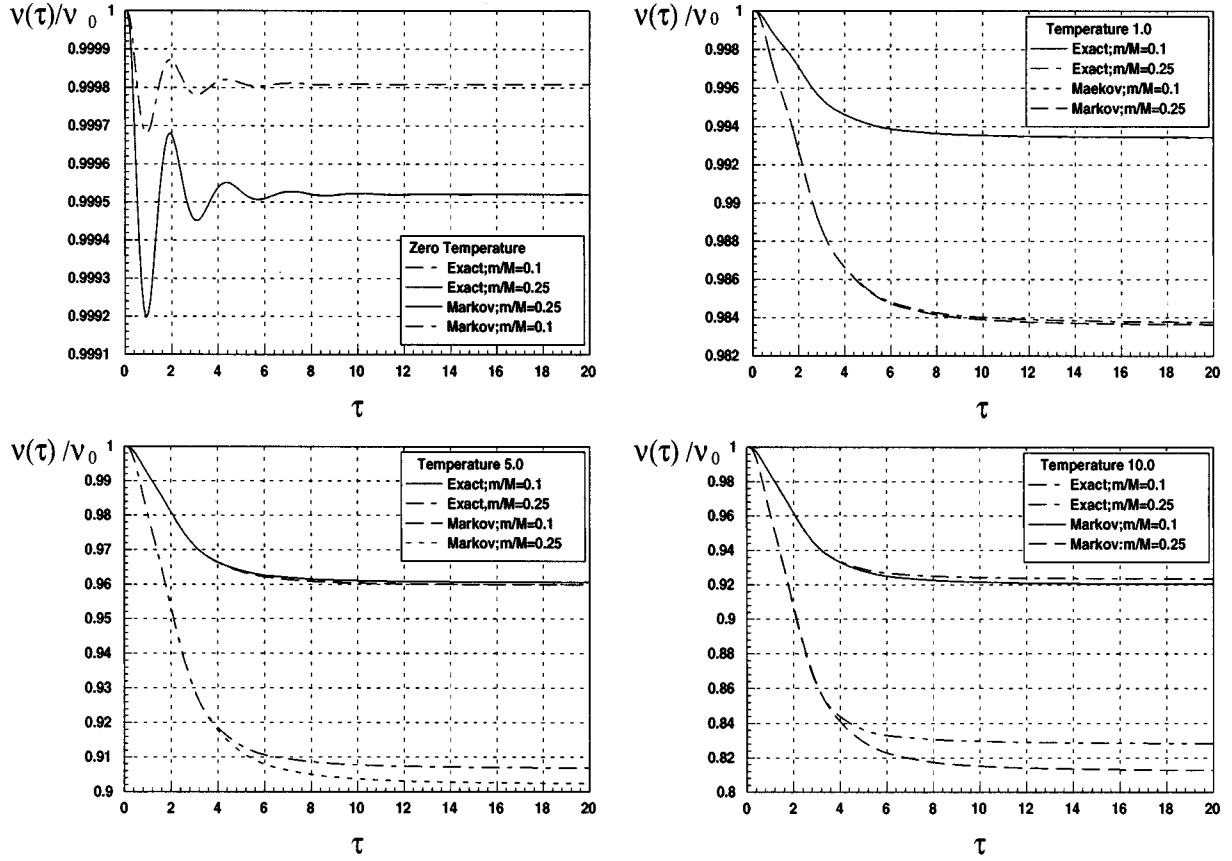 ν(τ)/ν₀
1
0.9999
0.9998
0.9997
0.9996
0.9995
0.9994
0.9993
0.9992
0.9991
0 2 4 6 8 10 12 14 16 18 20
τ
Zero Temperature
Exact;m/M=0.1
Exact;m/M=0.25
Markov;m/M=0.25
Markov;m/M=0.1
ν(τ)/ν₀
1
0.998
0.996
0.994
0.992
0.99
0.988
0.986
0.984
0.982
0 2 4 6 8 10 12 14 16 18 20
τ
Temperature 1.0
Exact;m/M=0.1
Exact;m/M=0.25
Maekov;m/M=0.1
Markov;m/M=0.25
ν(τ)/ν₀
1
0.99
0.98
0.97
0.96
0.95
0.94
0.93
0.92
0.91
0.9
0 2 4 6 8 10 12 14 16 18 20
τ
Temperature 5.0
Exact;m/M=0.1
Exact,m/M=0.25
Markov;m/M=0.1
Markov;m/M=0.25
ν(τ)/ν₀
1
0.98
0.96
0.94
0.92
0.9
0.88
0.86
0.84
0.82
0.8
0 2 4 6 8 10 12 14 16 18 20
τ
Temperature 10.0
Exact;m/M=0.1
Exact;m/M=0.25
Markov;m/M=0.1
Markov;m/M=0.25